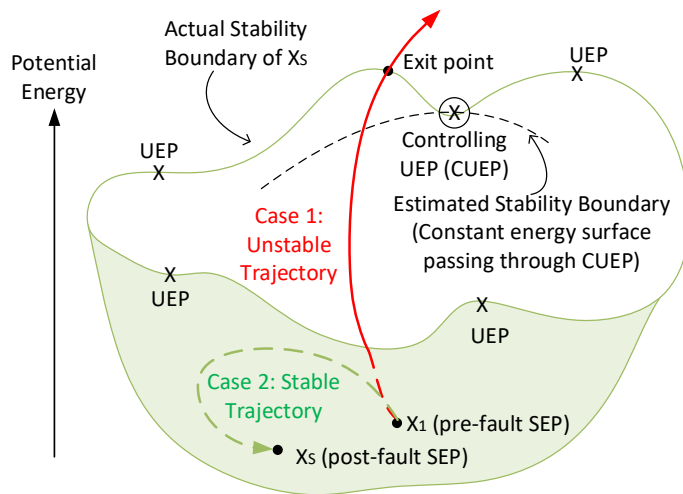 Actual Stability
Boundary of XS
Potential
Energy
Exit point
UEP
X
X
Controlling
UEP (CUEP)
UEP
X
Estimated Stability Boundary
(Constant energy surface
passing through CUEP)
Case 1:
Unstable
Trajectory
X
UEP
X
UEP
Case 2: Stable
Trajectory
X1 (pre-fault SEP)
XS (post-fault SEP)